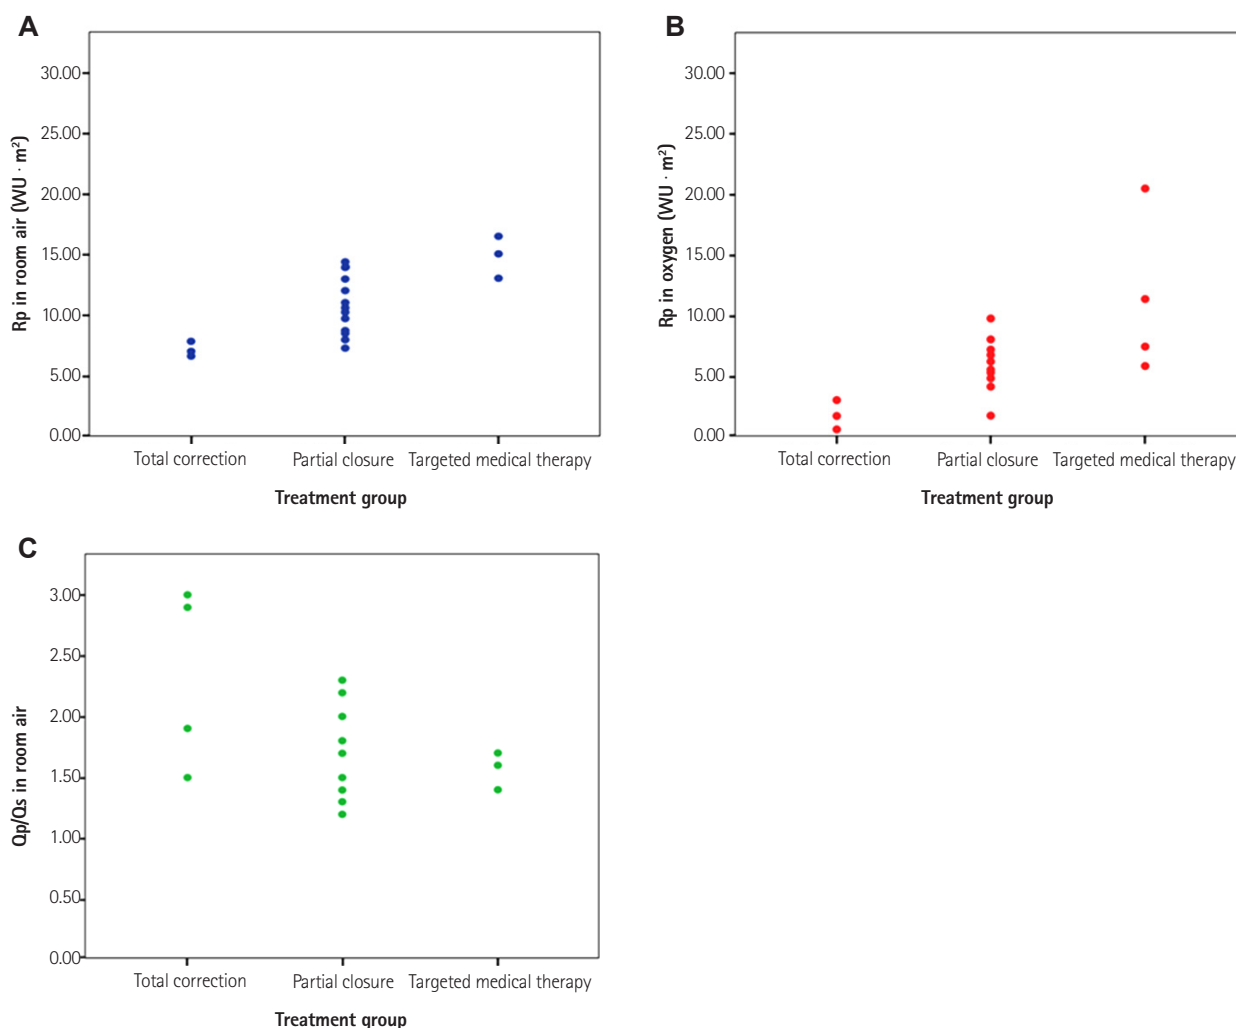 A
Rp in room air (WU · m²)
30.00
25.00
20.00
15.00
10.00
5.00
0.00
Total correction
Partial closure
Targeted medical therapy
Treatment group
B
Rp in oxygen (WU · m²)
30.00
25.00
20.00
15.00
10.00
5.00
0.00
Total correction
Partial closure
Targeted medical therapy
Treatment group
C
Qp/Qs in room air
3.00
2.50
2.00
1.50
1.00
0.50
0.00
Total correction
Partial closure
Targeted medical therapy
Treatment group